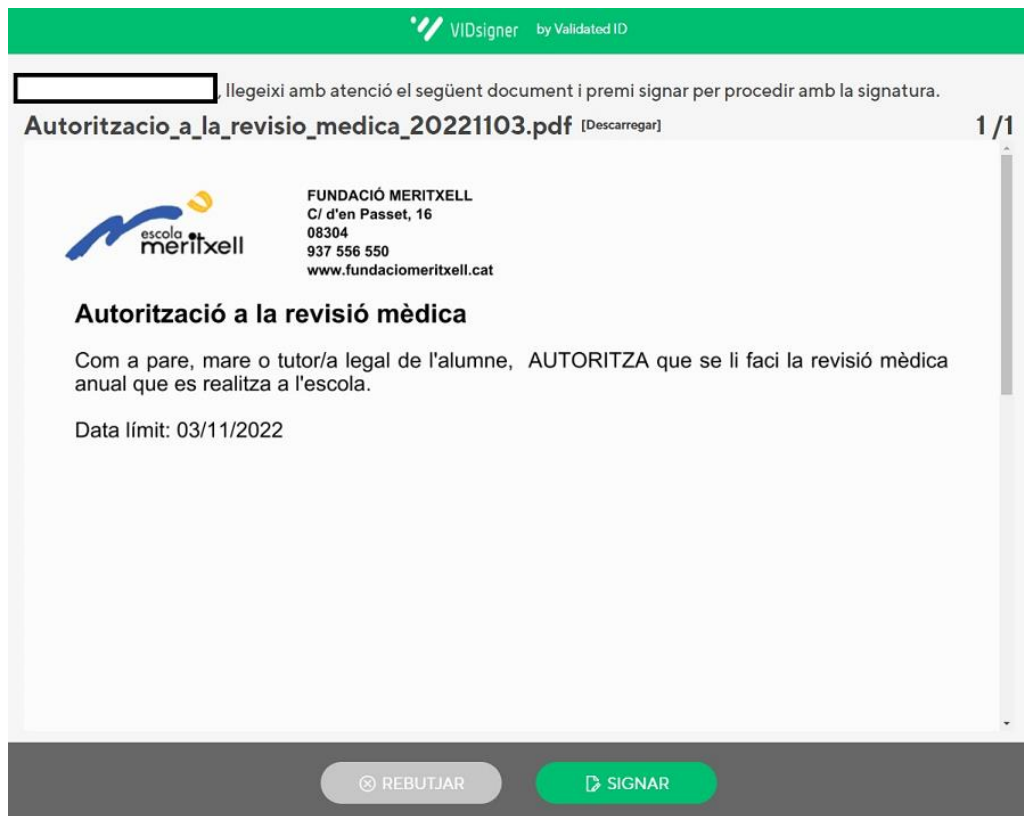 VIDsigner by Validated ID
, llegeixi amb atenció el següent document i premi signar per procedir amb la signatura.
Autoritzacio_a_la_revisio_medica_20221103.pdf [Descarregar] 1 /1
escola
meritxell
FUNDACIÓ MERITXELL
C/ d'en Passet, 16
08304
937 556 550
www.fundaciomeritxell.cat
Autorització a la revisió mèdica
Com a pare, mare o tutor/a legal de l'alumne, AUTORITZA que se li faci la revisió mèdica
anual que es realitza a l'escola.
Data límit: 03/11/2022
REBUTJAR SIGNAR